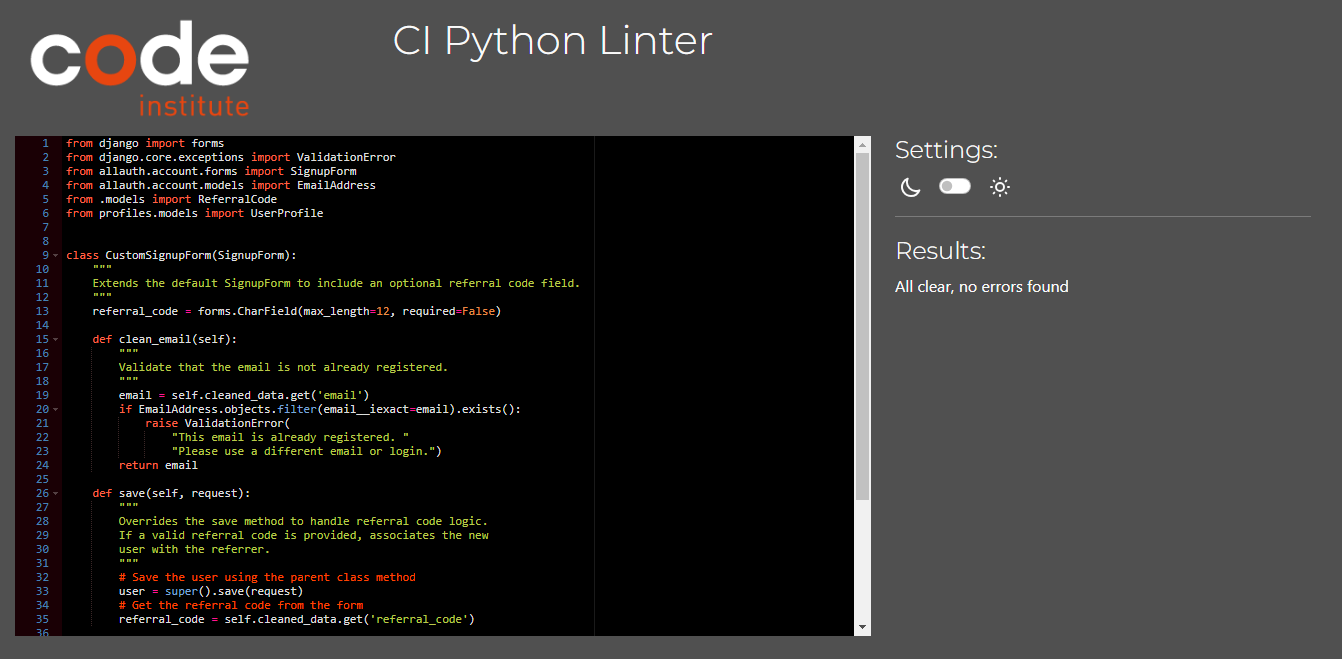 code
institute
CI Python Linter
1 from django import forms
2 from django.core.exceptions import ValidationError
3 from allauth.account.forms import SignupForm
4 from allauth.account.models import EmailAddress
5 from .models import ReferralCode
6 from profiles.models import UserProfile
7
8
9 class CustomSignupForm(SignupForm):
10     """
11     Extends the default SignupForm to include an optional referral code field.
12     """
13     referral_code = forms.CharField(max_length=12, required=False)
14
15     def clean_email(self):
16         """
17         Validate that the email is not already registered.
18         """
19         email = self.cleaned_data.get('email')
20         if EmailAddress.objects.filter(email__iexact=email).exists():
21             raise ValidationError(
22                 "This email is already registered. "
23                 "Please use a different email or login.")
24         return email
25
26     def save(self, request):
27         """
28         Overrides the save method to handle referral code logic.
29         If a valid referral code is provided, associates the new
30         user with the referrer.
31         """
32         # Save the user using the parent class method
33         user = super().save(request)
34         # Get the referral code from the form
35         referral_code = self.cleaned_data.get('referral_code')
36
Settings:
Results:
All clear, no errors found